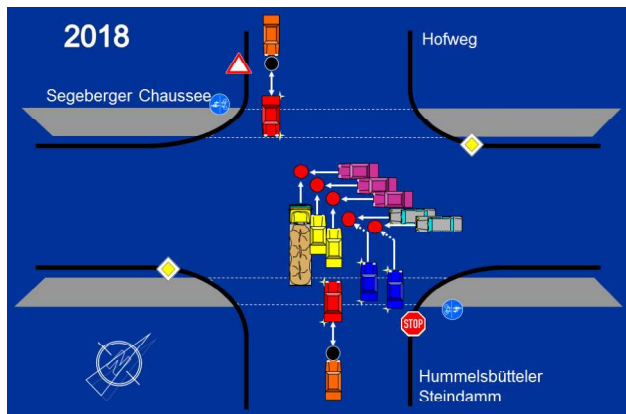 2018
Hofweg
Segeberger Chaussee
STOP
Hummelsbütteler
Steindamm